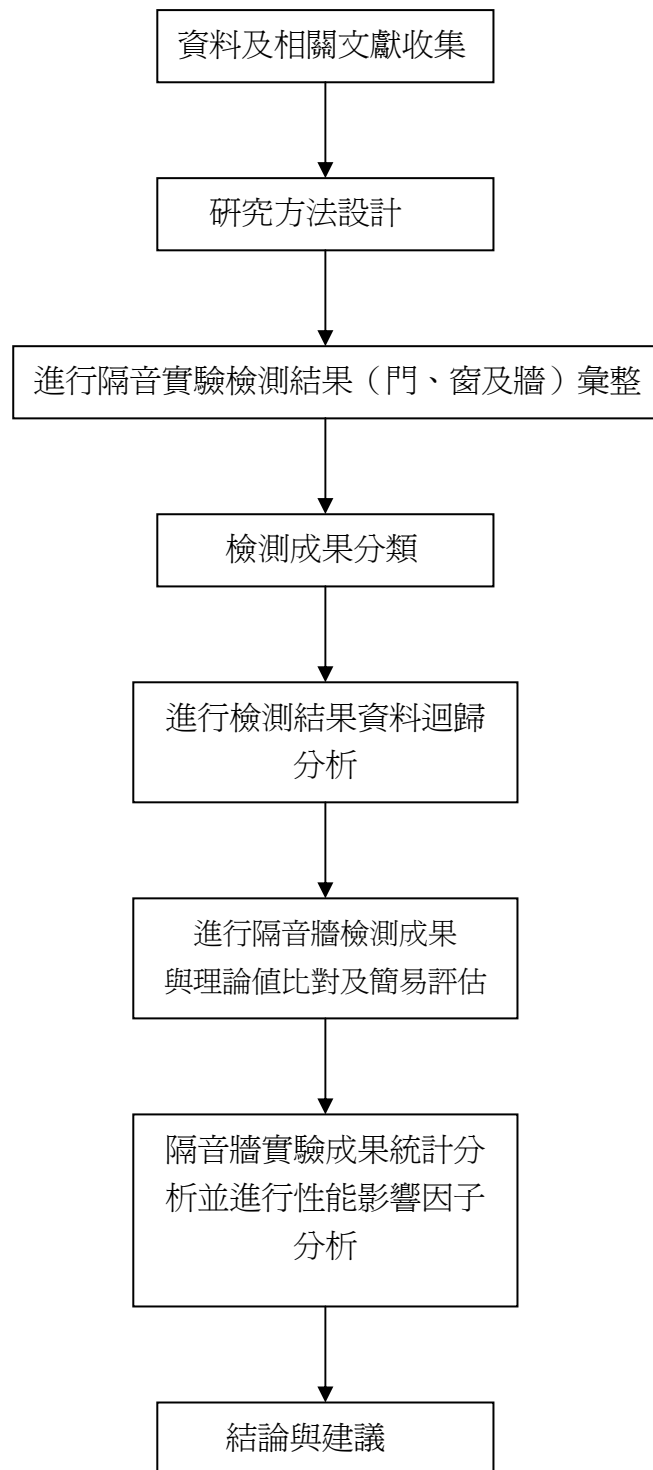 資料及相關文獻收集
研究方法設計
進行隔音實驗檢測結果（門、窗及牆）彙整
檢測成果分類
進行檢測結果資料迴歸
分析
進行隔音牆檢測成果
與理論值比對及簡易評估
隔音牆實驗成果統計分
析並進行性能影響因子
分析
結論與建議